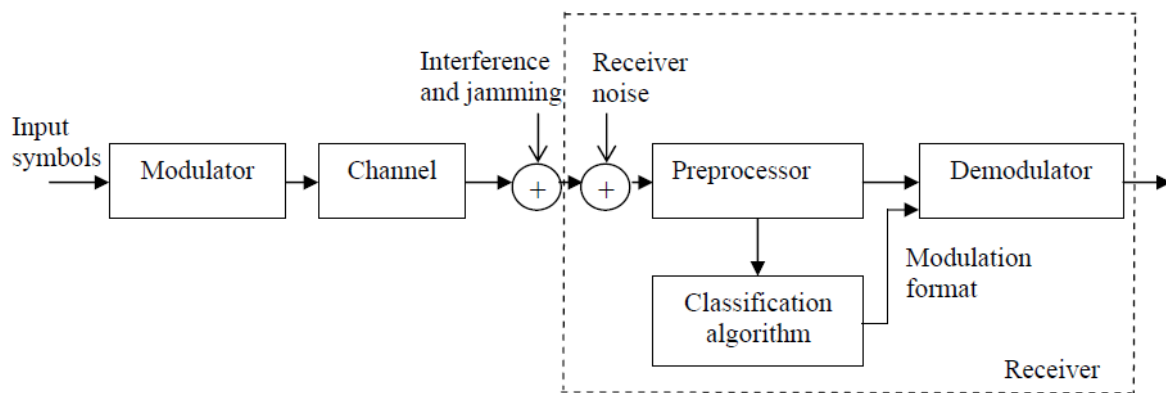 Interference
and jamming
Receiver
noise
Input
symbols
Modulator
Channel
+
+
Preprocessor
Demodulator
Modulation
format
Classification
algorithm
Receiver